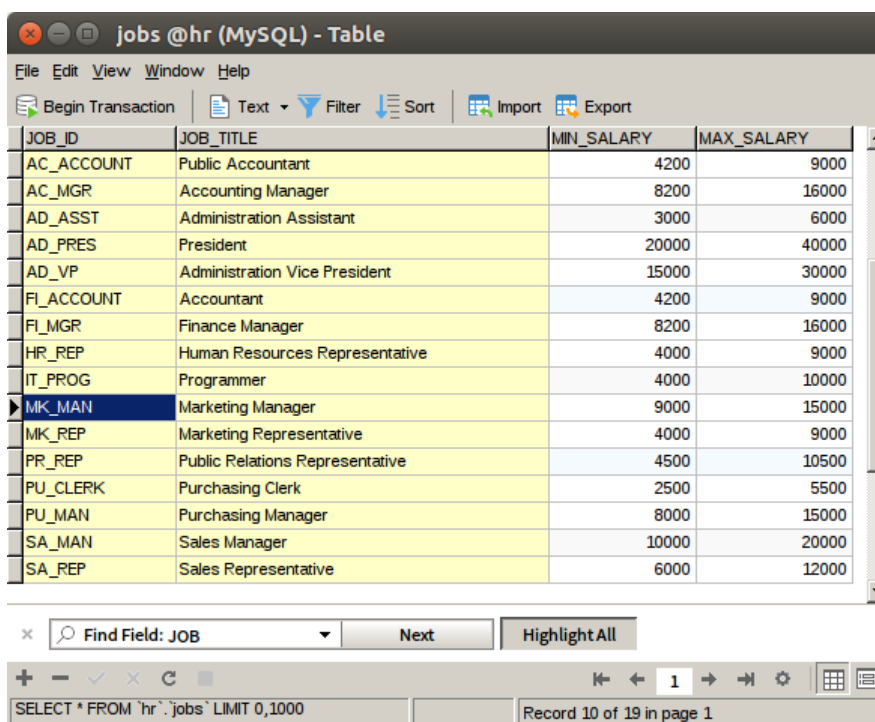 jobs @hr (MySQL) - Table
File Edit View Window Help
Begin Transaction Text Filter Sort Import Export
JOB_ID JOB_TITLE MIN_SALARY MAX_SALARY
AC_ACCOUNT Public Accountant 4200 9000
AC_MGR Accounting Manager 8200 16000
AD_ASST Administration Assistant 3000 6000
AD_PRES President 20000 40000
AD_VP Administration Vice President 15000 30000
FI_ACCOUNT Accountant 4200 9000
FI_MGR Finance Manager 8200 16000
HR_REP Human Resources Representative 4000 9000
IT_PROG Programmer 4000 10000
MK_MAN Marketing Manager 9000 15000
MK_REP Marketing Representative 4000 9000
PR_REP Public Relations Representative 4500 10500
PU_CLERK Purchasing Clerk 2500 5500
PU_MAN Purchasing Manager 8000 15000
SA_MAN Sales Manager 10000 20000
SA_REP Sales Representative 6000 12000
Find Field: JOB Next Highlight All
1
SELECT * FROM `hr`.`jobs` LIMIT 0,1000 Record 10 of 19 in page 1